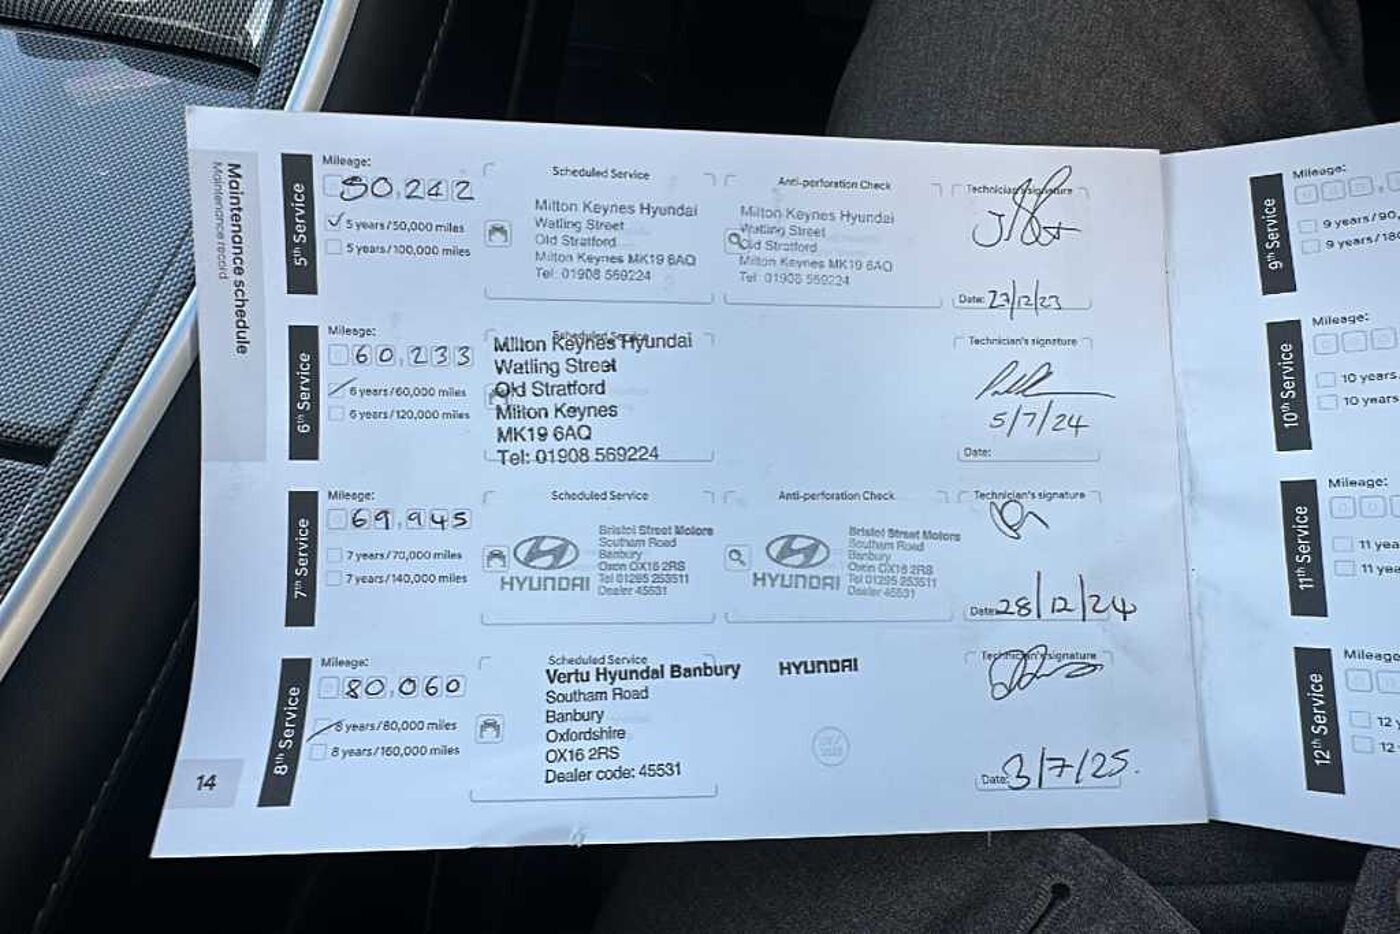 Maintenance schedule
Maintenance record
5th Service
Mileage:
50,242
5 years/50,000 miles
5 years/100,000 miles
Scheduled Service
Milton Keynes Hyundai
Watling Street
Old Stratford
Milton Keynes MK19 6AQ
Tel: 01908 569224
Anti-perforation Check
Milton Keynes Hyundai
Watling Street
Old Stratford
Milton Keynes MK19 6AQ
Tel: 01908 569224
Technician's signature
Date: 27/12/23
6th Service
Mileage:
60,233
6 years/60,000 miles
6 years/120,000 miles
Scheduled Service
Milton Keynes Hyundai
Watling Street
Old Stratford
Milton Keynes
MK19 6AQ
Tel: 01908 569224
Technician's signature
5/7/24
Date:
7th Service
Mileage:
69,945
7 years/70,000 miles
7 years/140,000 miles
Scheduled Service
HYUNDAI
Bristol Street Motors
Southam Road
Banbury
Oxon OX16 2RS
Tel 01295 253511
Dealer 45531
Anti-perforation Check
HYUNDAI
Bristol Street Motors
Southam Road
Banbury
Oxon OX16 2RS
Tel 01295 253511
Dealer 45531
Technician's signature
Date: 28/12/24
8th Service
Mileage:
80,060
8 years/80,000 miles
8 years/160,000 miles
Scheduled Service
Vertu Hyundai Banbury
Southam Road
Banbury
Oxfordshire
OX16 2RS
Dealer code: 45531
HYUNDAI
Technician's signature
Date: 3/7/25.
14
9th Service
Mileage:
9 years/90,
9 years/180
10th Service
Mileage:
10 years
10 years
11th Service
Mileage:
11 yea
11 yea
12th Service
Mileage
12 y
12